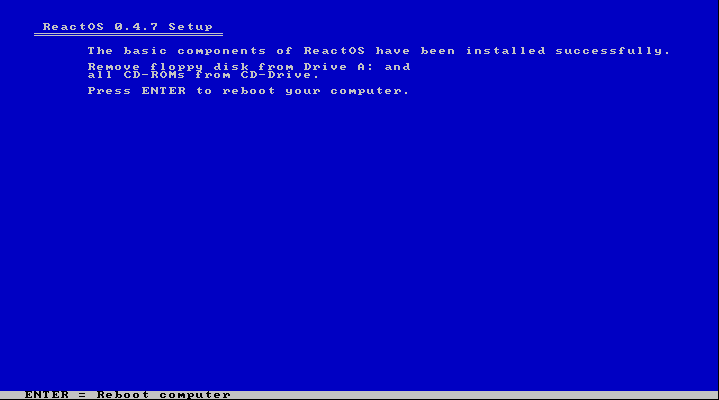 ReactOS 0.4.7 Setup
The basic components of ReactOS have been installed successfully.
Remove floppy disk from Drive A: and
all CD-ROMs from CD-Drive.
Press ENTER to reboot your computer.
ENTER = Reboot computer